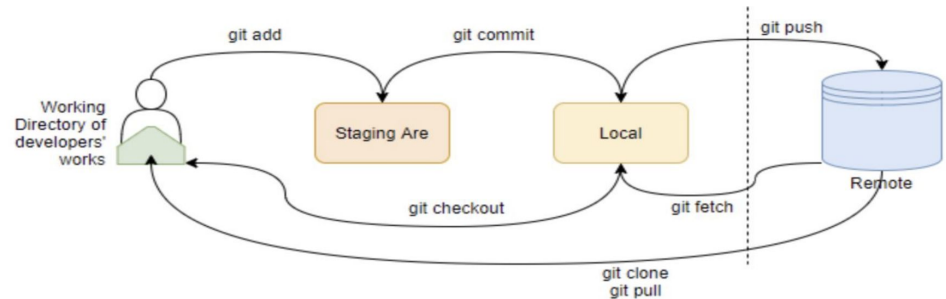 git add
git commit
git push
Working
Directory of
developers'
works
Staging Are
Local
Remote
git checkout
git fetch
git clone
git pull